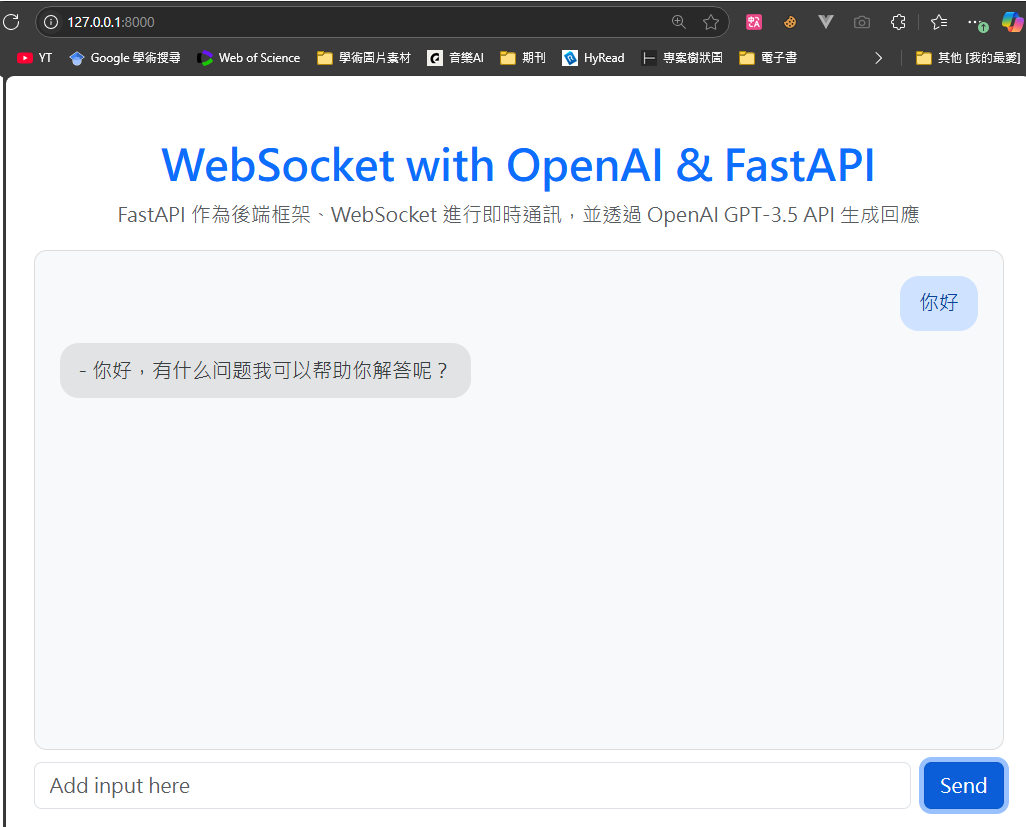 127.0.0.1:8000
YT Google 學術搜尋 Web of Science 學術圖片素材 音樂AI 期刊 HyRead 專案樹狀圖 電子書 其他 [我的最愛]
WebSocket with OpenAI & FastAPI
FastAPI 作為後端框架、WebSocket 進行即時通訊，並透過 OpenAI GPT-3.5 API 生成回應
你好
- 你好，有什么问题我可以帮助你解答呢？
Add input here
Send